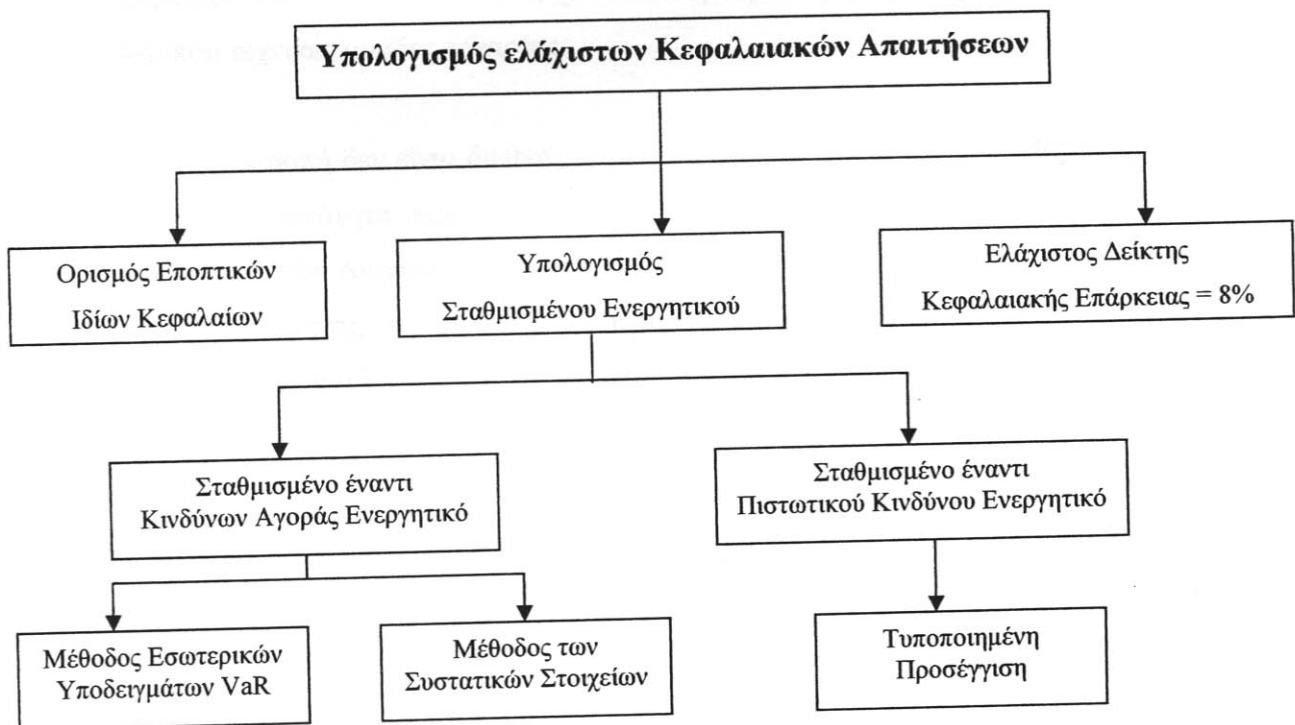 Υπολογισμός ελάχιστων Κεφαλαιακών Απαιτήσεων
Ορισμός Εποπτικών
Ιδίων Κεφαλαίων
Υπολογισμός
Σταθμισμένου Ενεργητικού
Ελάχιστος Δείκτης
Κεφαλαιακής Επάρκειας = 8%
Σταθμισμένο έναντι
Κινδύνων Αγοράς Ενεργητικό
Σταθμισμένο έναντι
Πιστωτικού Κινδύνου Ενεργητικό
Μέθοδος Εσωτερικών
Υποδειγμάτων VaR
Μέθοδος των
Συστατικών Στοιχείων
Τυποποιημένη
Προσέγγιση